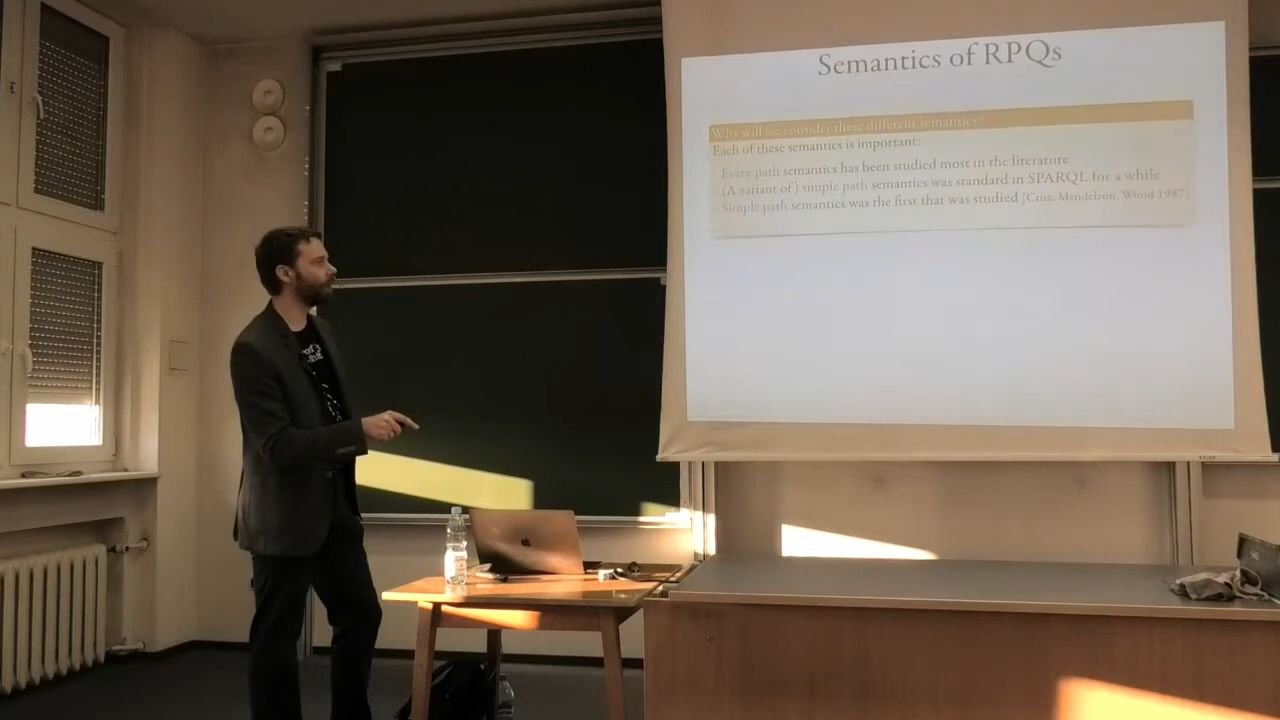 Semantics of RPQs
Why will we consider these different semantics?
Each of these semantics is important:
Every path semantics has been studied most in the literature
(A variant of) simple path semantics was standard in SPARQL for a while
Simple path semantics was the first that was studied [Cruz, Mendelzon, Wood 1987]